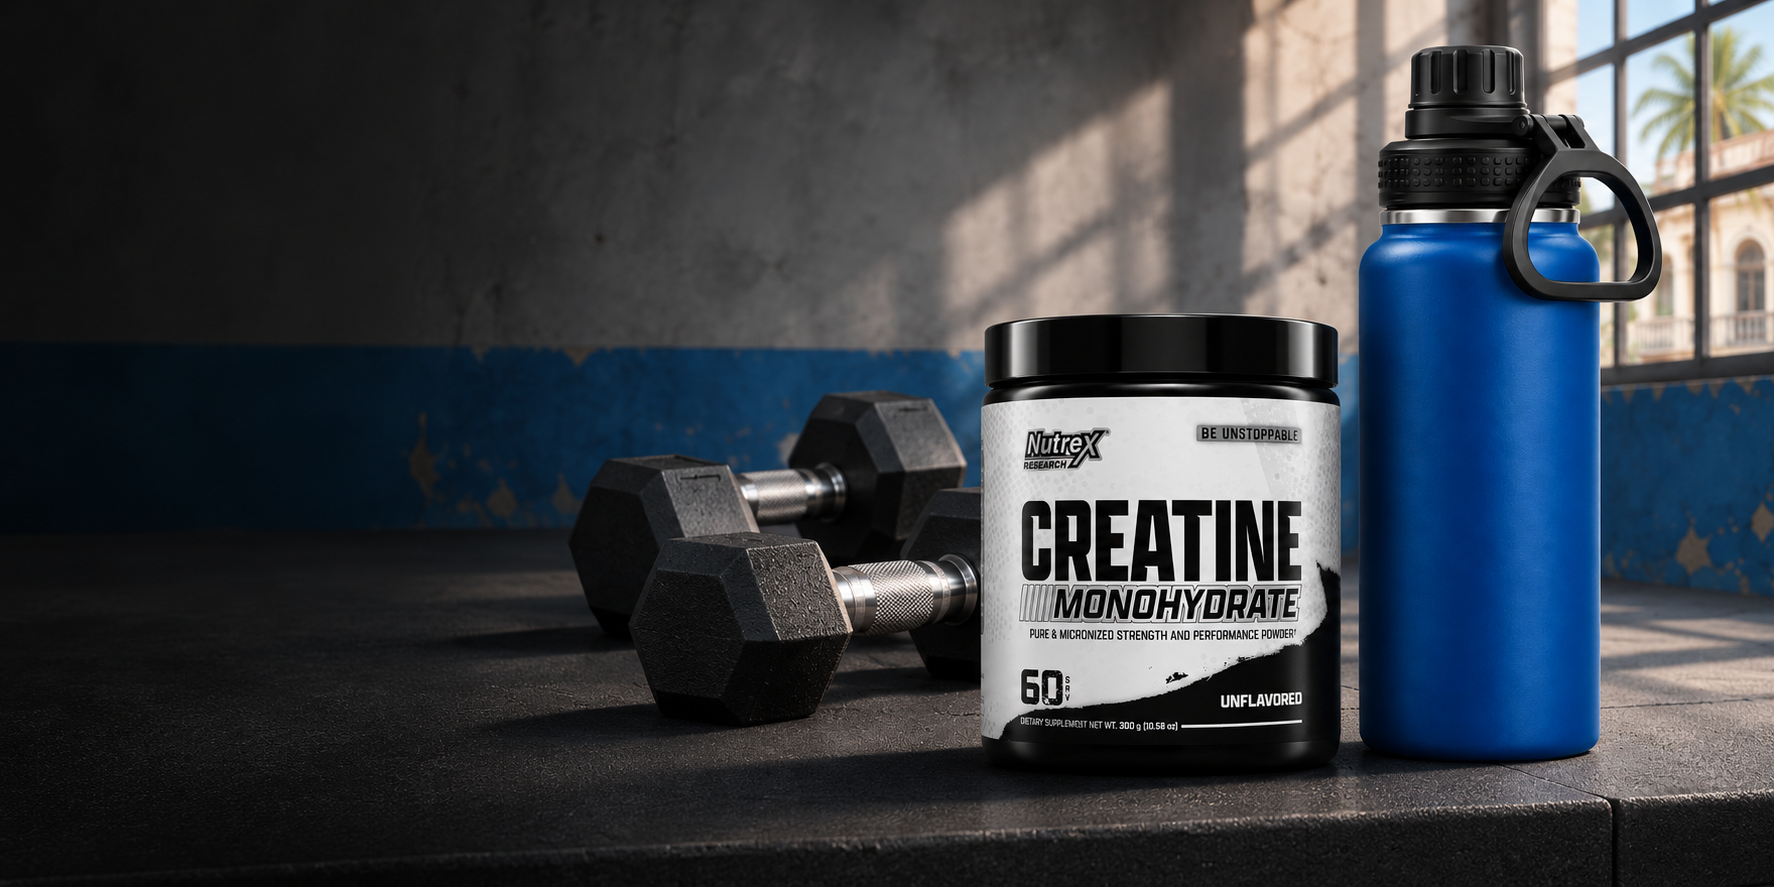 NutreX
RESEARCH
BE UNSTOPPABLE
CREATINE
MONOHYDRATE
PURE & MICRONIZED STRENGTH AND PERFORMANCE POWDER
60 SRV
UNFLAVORED
DIETARY SUPPLEMENT NET WT. 300 g (10.58 oz)